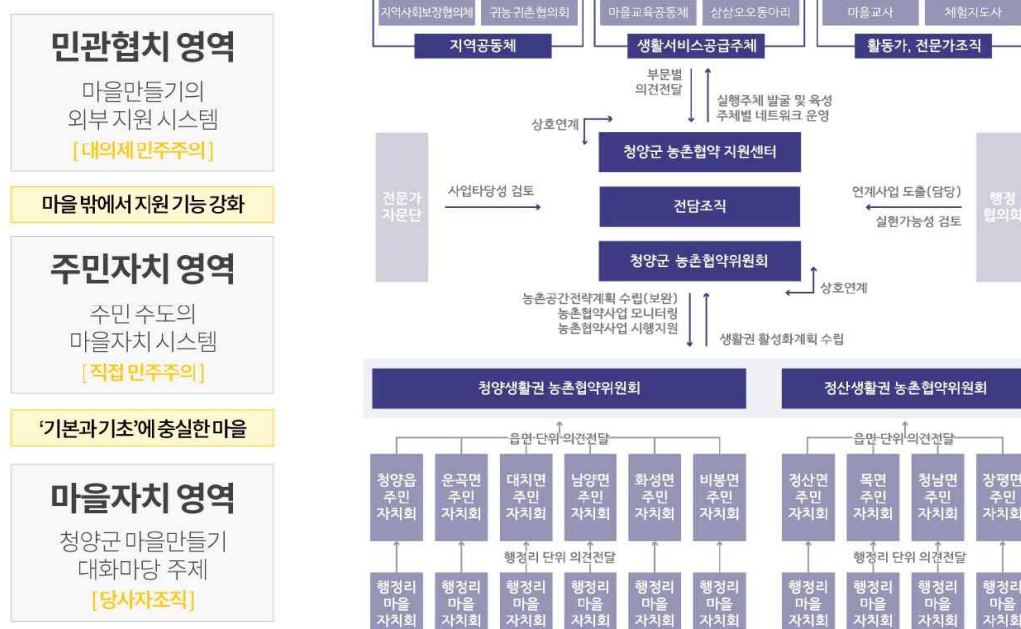 민관협치 영역
마을만들기의
외부 지원 시스템
[대의제 민주주의]
마을 밖에서 지원 기능 강화
주민자치 영역
주민 주도의
마을자치 시스템
[직접 민주주의]
‘기본과 기초’에 충실한 마을
마을자치 영역
청양군 마을만들기
대화마당 주제
[당사자조직]
지역사회보장협의체 귀농귀촌협의회
지역공동체
마을교육공동체 삼삼오오동아리
생활서비스공급주체
마을교사 체험지도사
활동가, 전문가조직
부문별
의견전달
실행주체 발굴 및 육성
주체별 네트워크 운영
상호연계
청양군 농촌협약 지원센터
전문가
자문단
사업타당성 검토
전담조직
연계사업 도출(담당)
실현가능성 검토
행정
협의회
청양군 농촌협약위원회
상호연계
농촌공간전략계획 수립(보완)
농촌협약사업 모니터링
농촌협약사업 시행지원
생활권 활성화계획 수립
청양생활권 농촌협약위원회
정산생활권 농촌협약위원회
읍면 단위 의견전달
읍면 단위 의견전달
청양읍
주민
자치회
운곡면
주민
자치회
대치면
주민
자치회
남양면
주민
자치회
화성면
주민
자치회
비봉면
주민
자치회
정산면
주민
자치회
목면
주민
자치회
청남면
주민
자치회
장평면
주민
자치회
행정리 단위 의견전달
행정리 단위 의견전달
행정리
마을
자치회
행정리
마을
자치회
행정리
마을
자치회
행정리
마을
자치회
행정리
마을
자치회
행정리
마을
자치회
행정리
마을
자치회
행정리
마을
자치회
행정리
마을
자치회
행정리
마을
자치회